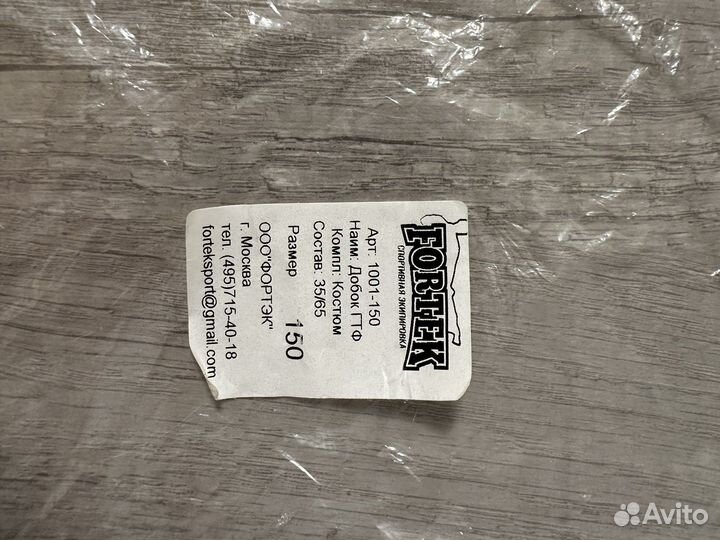 FORTEK
СПОРТИВНАЯ ЭКИПИРОВКА
Арт: 1001-150
Наим: Добок ГТФ
Компл: Костюм
Состав: 35/65
Размер 150
ООО"ФОРТЭК"
г. Москва
тел. (495)715-40-18
forteksport@gmail.com
Avito